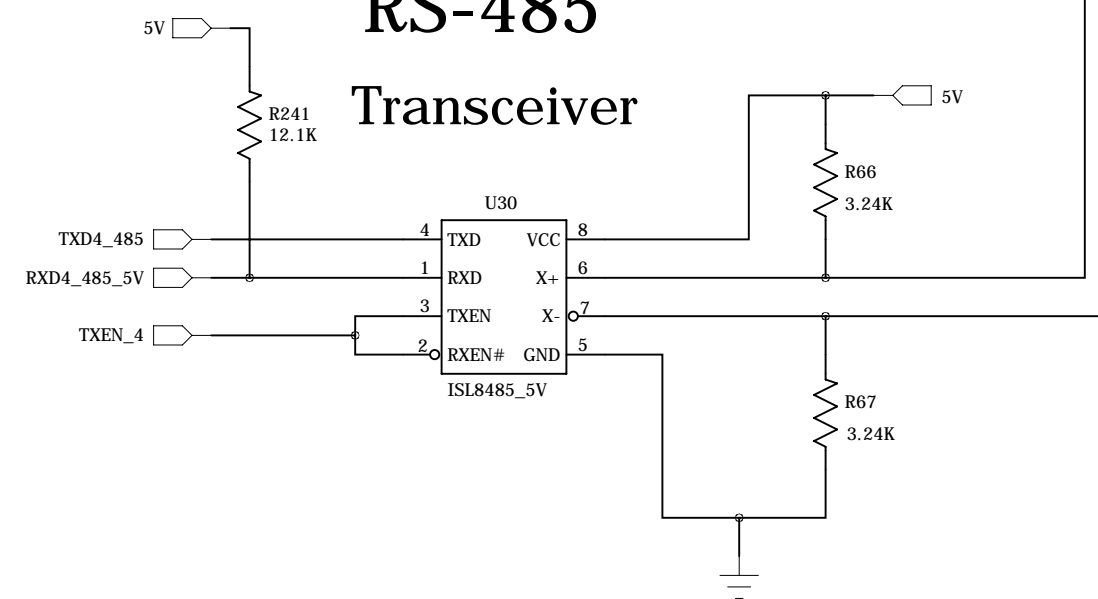 RS-485
Transceiver
5V
R241
12.1K
5V
R66
3.24K
U30
TXD4_485
4
TXD
VCC
8
RXD4_485_5V
1
RXD
X+
6
TXEN_4
3
TXEN
X-
7
2
RXEN#
GND
5
ISL8485_5V
R67
3.24K